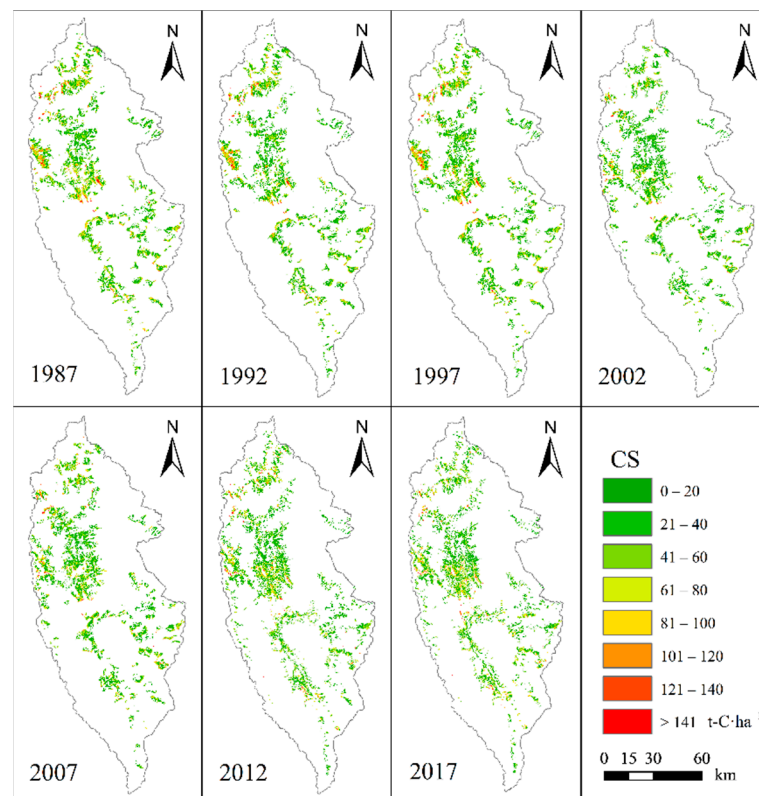 N N N N
1987 1992 1997 2002
N N N
CS
0 – 20
21 – 40
41 – 60
61 – 80
81 – 100
101 – 120
121 – 140
> 141 t-C·ha⁻
0 15 30 60
km
2007 2012 2017